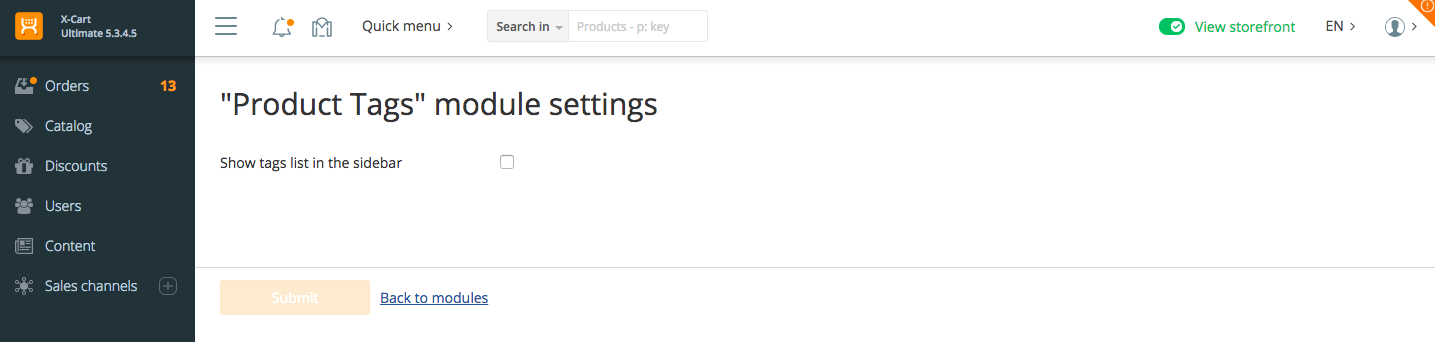 X-Cart
Ultimate 5.3.4.5
Quick menu
Search in
Products - p: key
View storefront
EN
Orders 13
Catalog
Discounts
Users
Content
Sales channels
"Product Tags" module settings
Show tags list in the sidebar
Submit
Back to modules